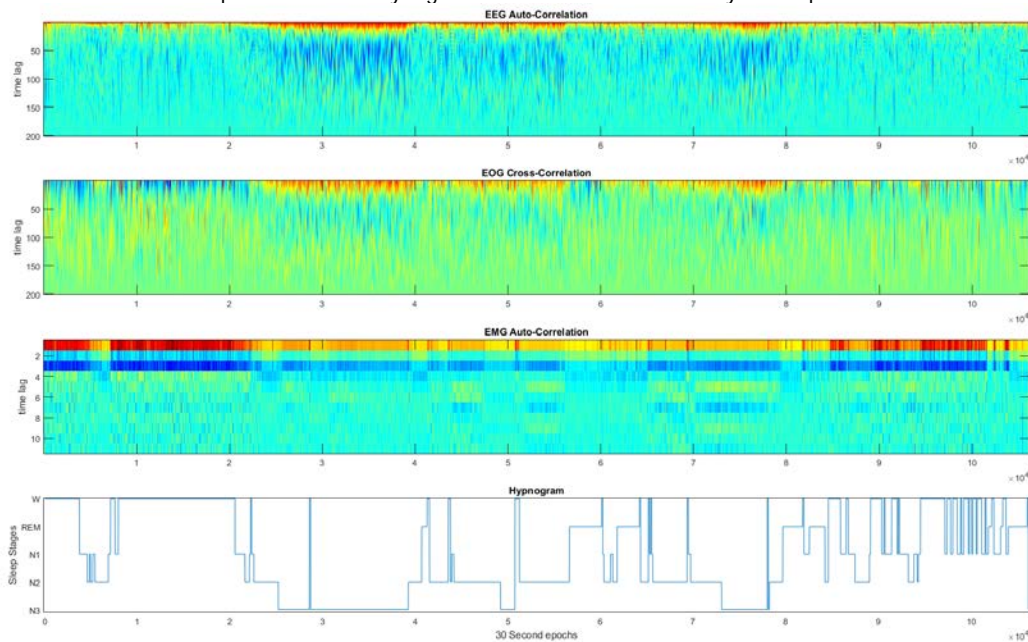 EEG Auto-Correlation
time lag
50
100
150
200
1 2 3 4 5 6 7 8 9 10
× 10⁴
EOG Cross-Correlation
time lag
50
100
150
200
1 2 3 4 5 6 7 8 9 10
× 10⁴
EMG Auto-Correlation
time lag
2
4
6
8
10
1 2 3 4 5 6 7 8 9 10
× 10⁴
Hypnogram
Sleep Stages
W
REM
N1
N2
N3
0 1 2 3 4 5 6 7 8 9 10
30 Second epochs
× 10⁴